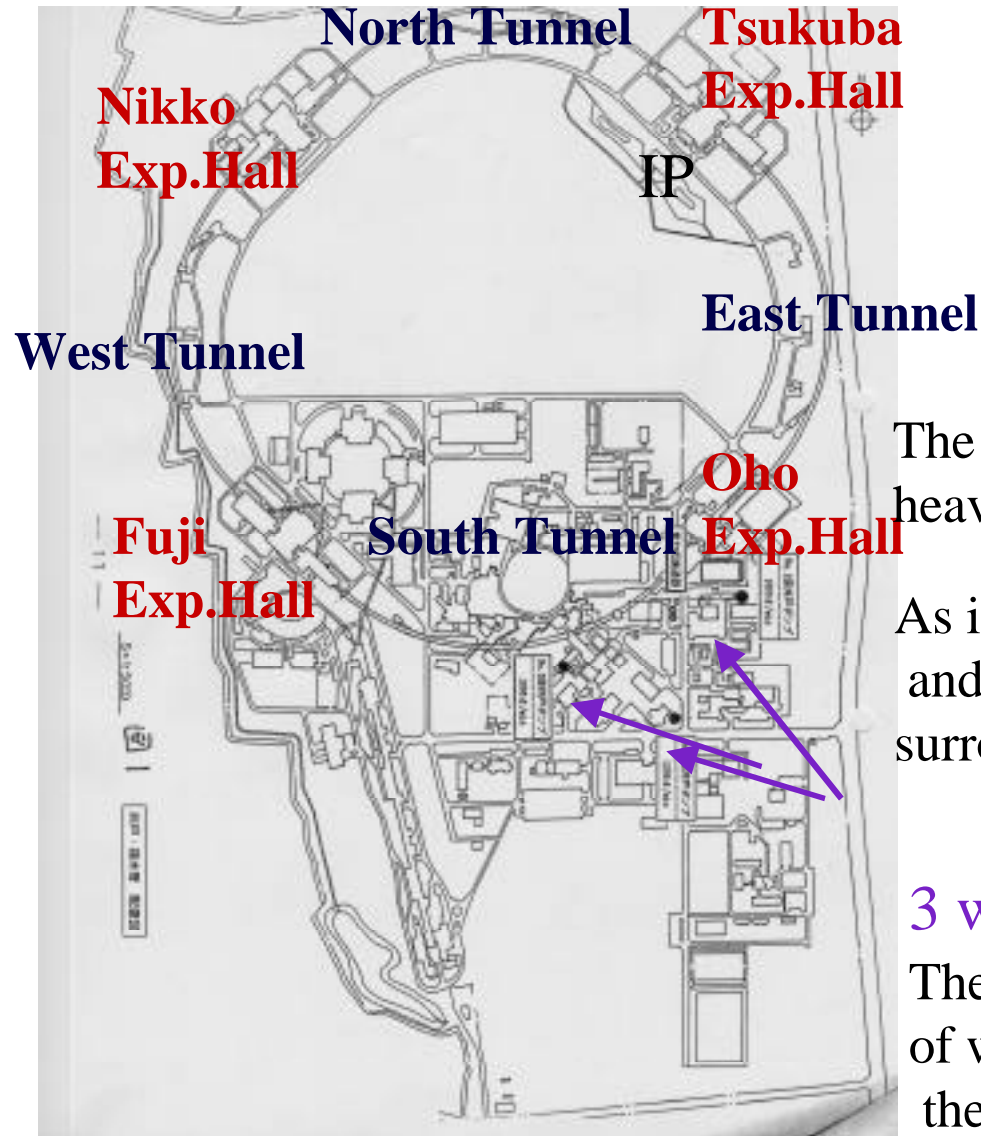 North Tunnel
Tsukuba
Exp.Hall
Nikko
Exp.Hall
IP
East Tunnel
West Tunnel
The
heav
Oho
Exp.Hall
Fuji
Exp.Hall
South Tunnel
As i
and
surro
3 w
The
of w
the